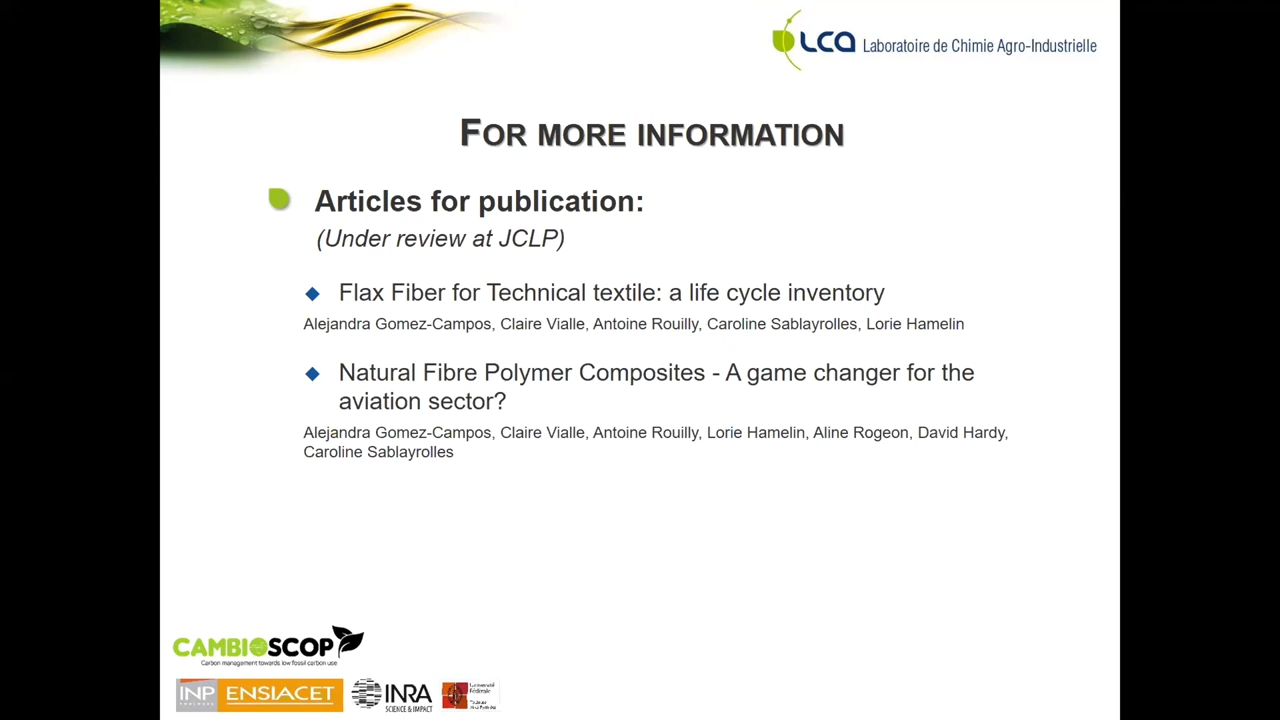 LCA Laboratoire de Chimie Agro-Industrielle
FOR MORE INFORMATION
Articles for publication:
(Under review at JCLP)
Flax Fiber for Technical textile: a life cycle inventory
Alejandra Gomez-Campos, Claire Vialle, Antoine Rouilly, Caroline Sablayrolles, Lorie Hamelin
Natural Fibre Polymer Composites - A game changer for the
aviation sector?
Alejandra Gomez-Campos, Claire Vialle, Antoine Rouilly, Lorie Hamelin, Aline Rogeon, David Hardy,
Caroline Sablayrolles
CAMBIOSCOP
Carbon management towards low fossil carbon use
INP ENSIACET
INRA
SCIENCE & IMPACT
Université
Fédérale